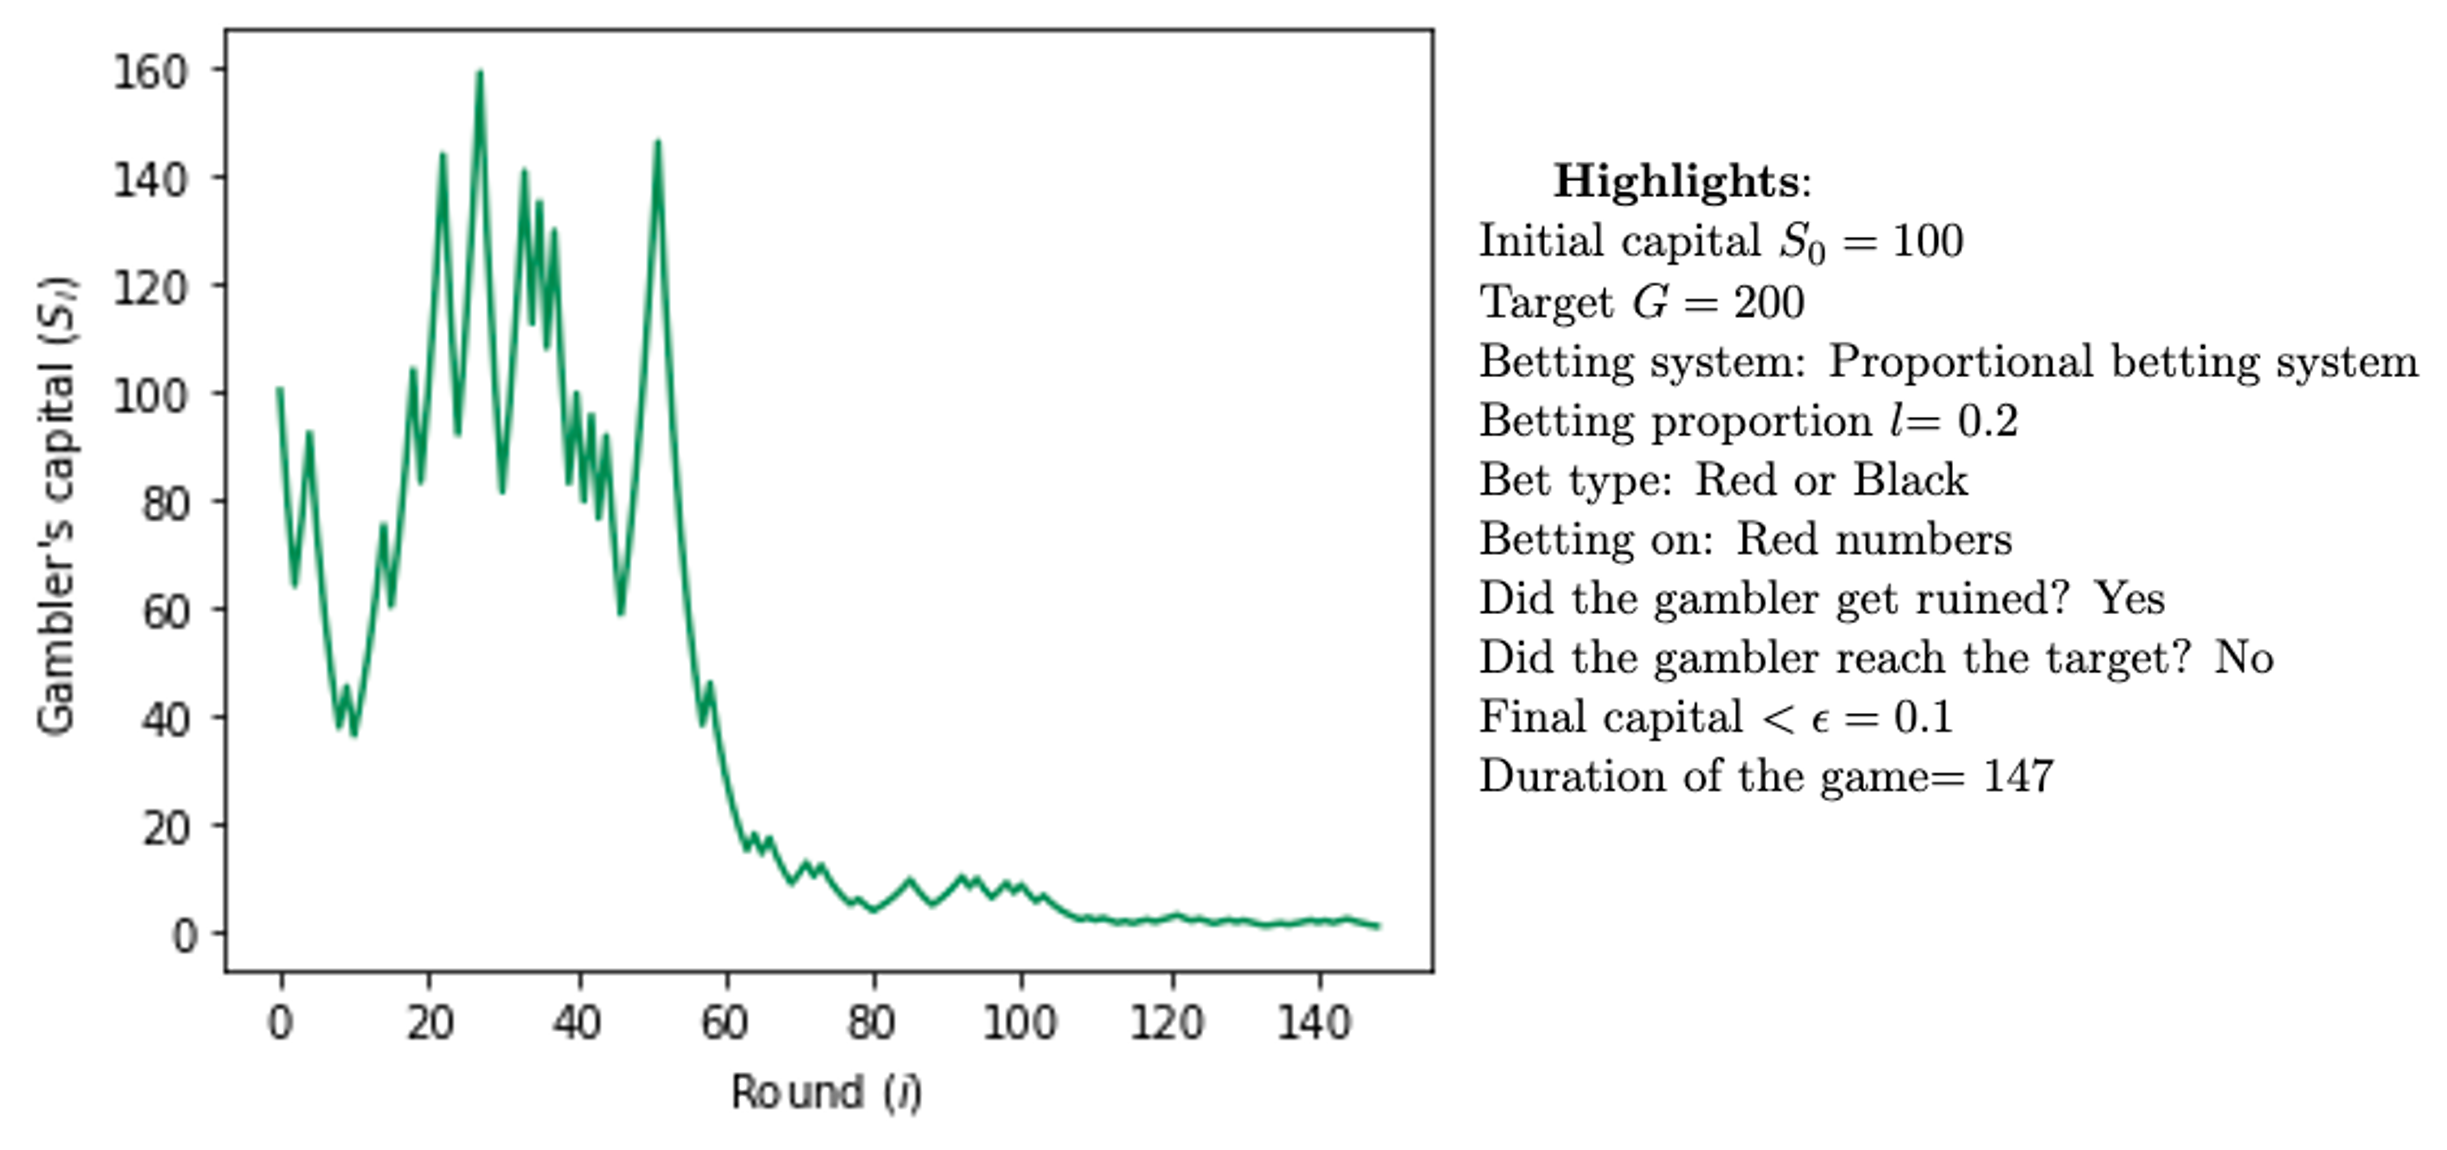 160
140
120
100
80
60
40
20
0
Gambler's capital (Sᵢ)
0 20 40 60 80 100 120 140
Round (i)
Highlights:
Initial capital S₀ = 100
Target G = 200
Betting system: Proportional betting system
Betting proportion l= 0.2
Bet type: Red or Black
Betting on: Red numbers
Did the gambler get ruined? Yes
Did the gambler reach the target? No
Final capital < ϵ = 0.1
Duration of the game= 147